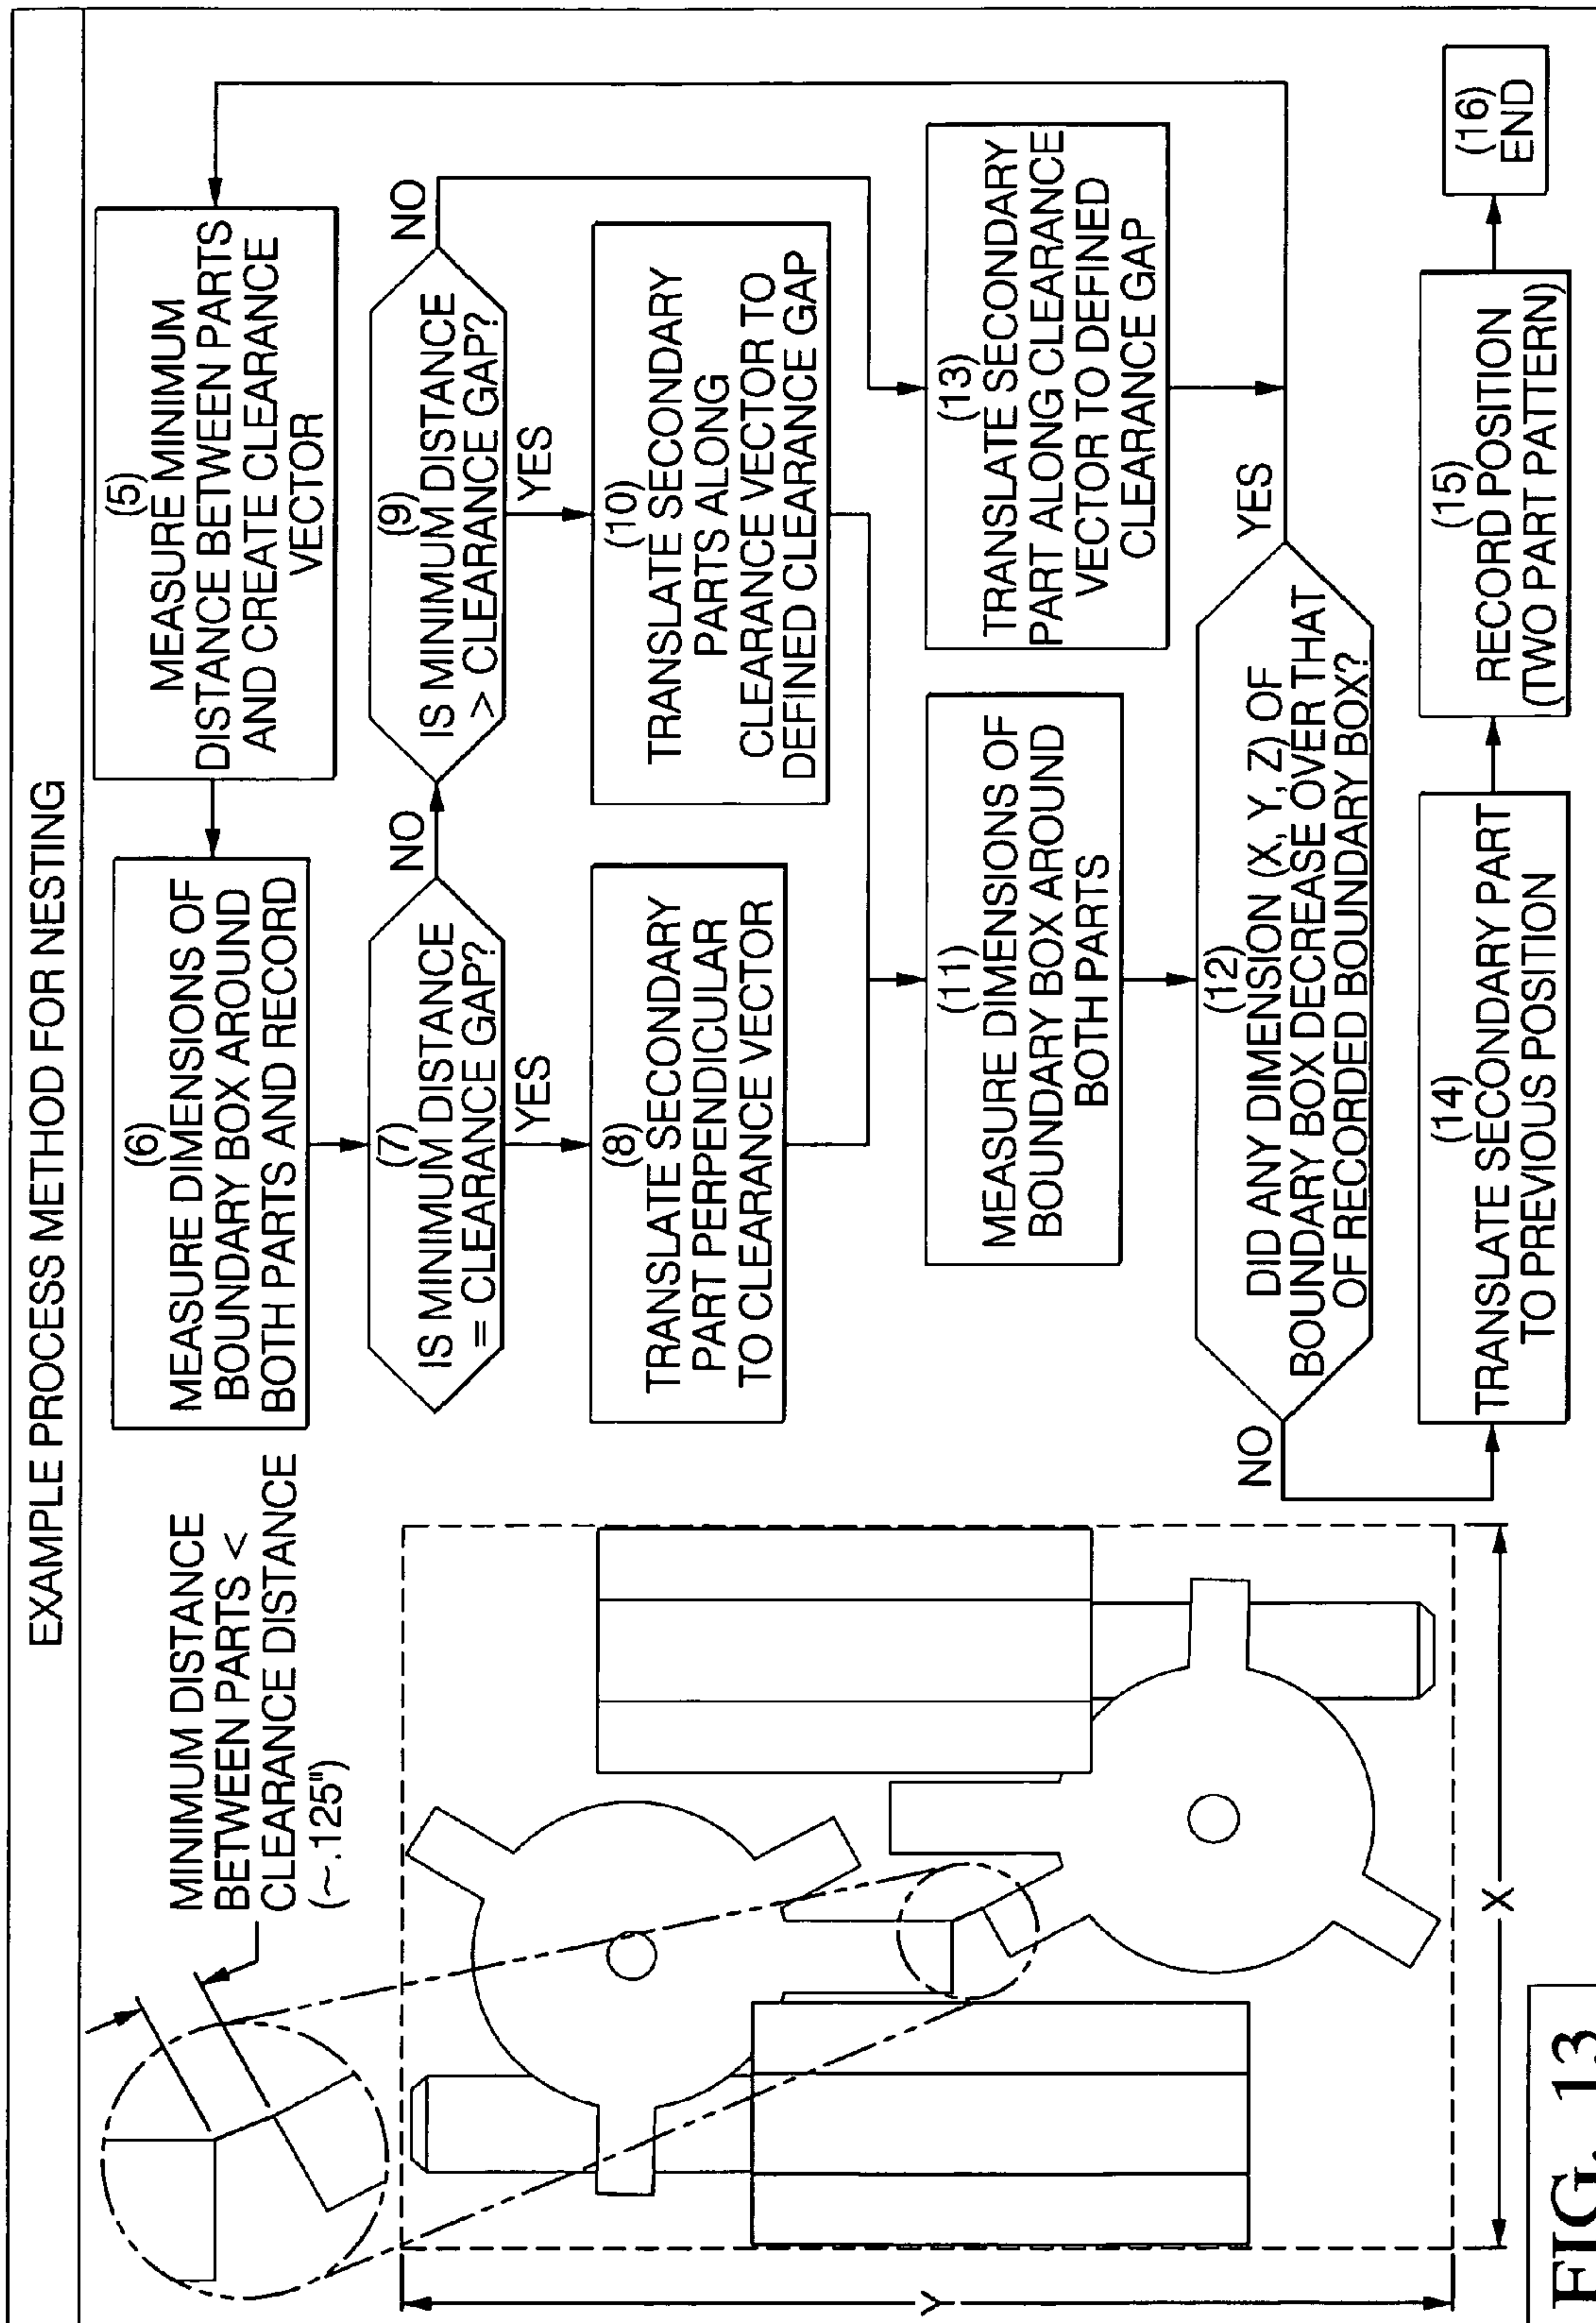 EXAMPLE PROCESS METHOD FOR NESTING
MINIMUM DISTANCE
BETWEEN PARTS <
CLEARANCE DISTANCE
(~.125")
Y
X
(5)
MEASURE MINIMUM
DISTANCE BETWEEN PARTS
AND CREATE CLEARANCE
VECTOR
(6)
MEASURE DIMENSIONS OF
BOUNDARY BOX AROUND
BOTH PARTS AND RECORD
(7)
IS MINIMUM DISTANCE
= CLEARANCE GAP?
NO
YES
(8)
TRANSLATE SECONDARY
PART PERPENDICULAR
TO CLEARANCE VECTOR
(9)
IS MINIMUM DISTANCE
> CLEARANCE GAP?
NO
YES
(10)
TRANSLATE SECONDARY
PARTS ALONG
CLEARANCE VECTOR TO
DEFINED CLEARANCE GAP
(11)
MEASURE DIMENSIONS OF
BOUNDARY BOX AROUND
BOTH PARTS
(12)
DID ANY DIMENSION (X, Y, Z) OF
BOUNDARY BOX DECREASE OVER THAT
OF RECORDED BOUNDARY BOX?
NO
YES
(13)
TRANSLATE SECONDARY
PART ALONG CLEARANCE
VECTOR TO DEFINED
CLEARANCE GAP
(14)
TRANSLATE SECONDARY PART
TO PREVIOUS POSITION
(15)
RECORD POSITION
(TWO PART PATTERN)
(16)
END
FIG. 13